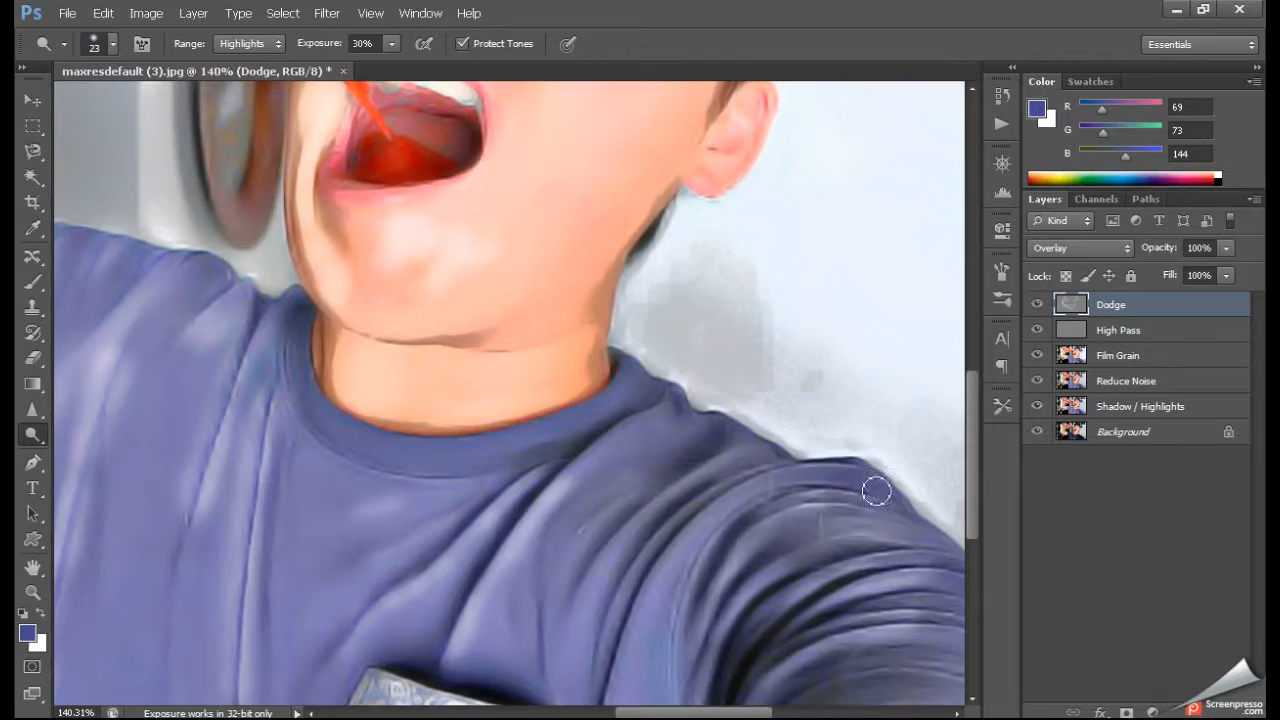 Ps File Edit Image Layer Type Select Filter View Window Help
23 Range: Highlights Exposure: 30% Protect Tones Essentials
maxresdefault (3).jpg @ 140% (Dodge, RGB/8) * ×
Color Swatches
R 69
G 73
B 144
Layers Channels Paths
Kind
Overlay Opacity: 100%
Lock: Fill: 100%
Dodge
High Pass
Film Grain
Reduce Noise
Shadow / Highlights
Background
140.31% Exposure works in 32-bit only
Screenpresso
.com